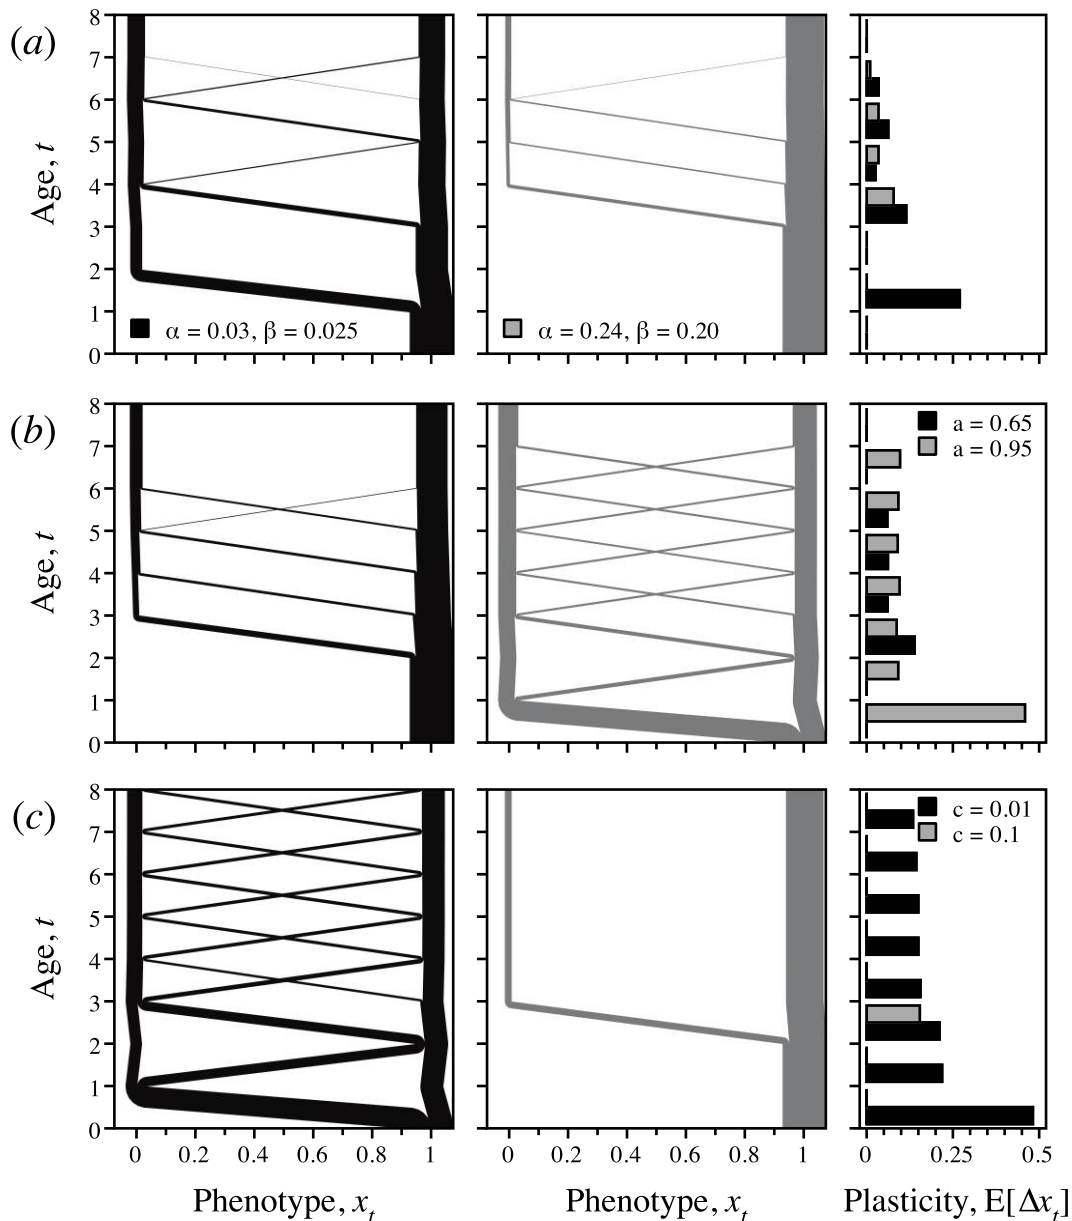 (a)
Age, t
8
7
6
5
4
3
2
1
0
α = 0.03, β = 0.025
α = 0.24, β = 0.20
(b)
Age, t
8
7
6
5
4
3
2
1
0
a = 0.65
a = 0.95
(c)
Age, t
8
7
6
5
4
3
2
1
0
c = 0.01
c = 0.1
0 0.2 0.4 0.6 0.8 1
0 0.2 0.4 0.6 0.8 1
0 0.25 0.5
Phenotype, xt
Phenotype, xt
Plasticity, E[Δxt]